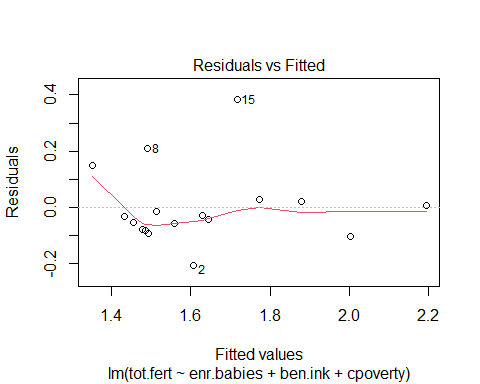 Residuals vs Fitted
Residuals
0.4
0.2
0.0
-0.2
15
8
2
1.4 1.6 1.8 2.0 2.2
Fitted values
lm(tot.fert ~ enr.babies + ben.ink + cpoverty)